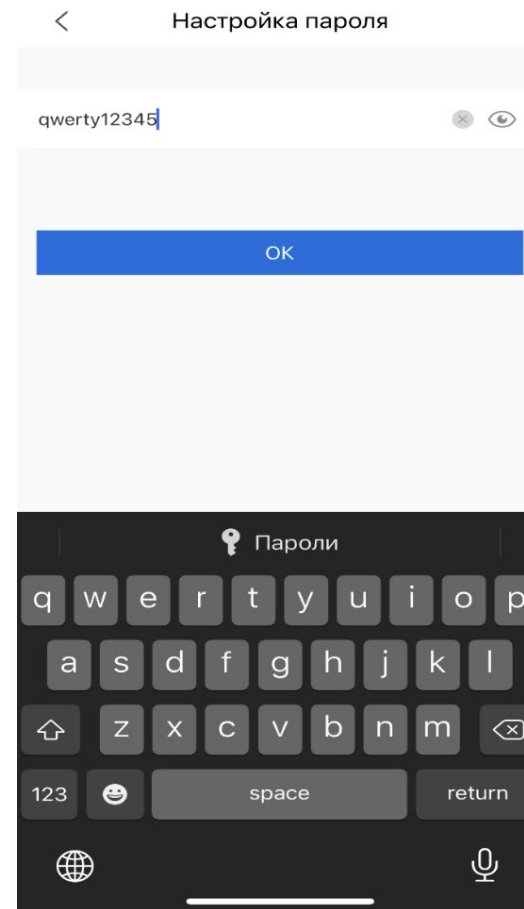 Настройка пароля
qwerty12345
OK
Пароли
q w e r t y u i o p
a s d f g h j k l
z x c v b n m
123 space return